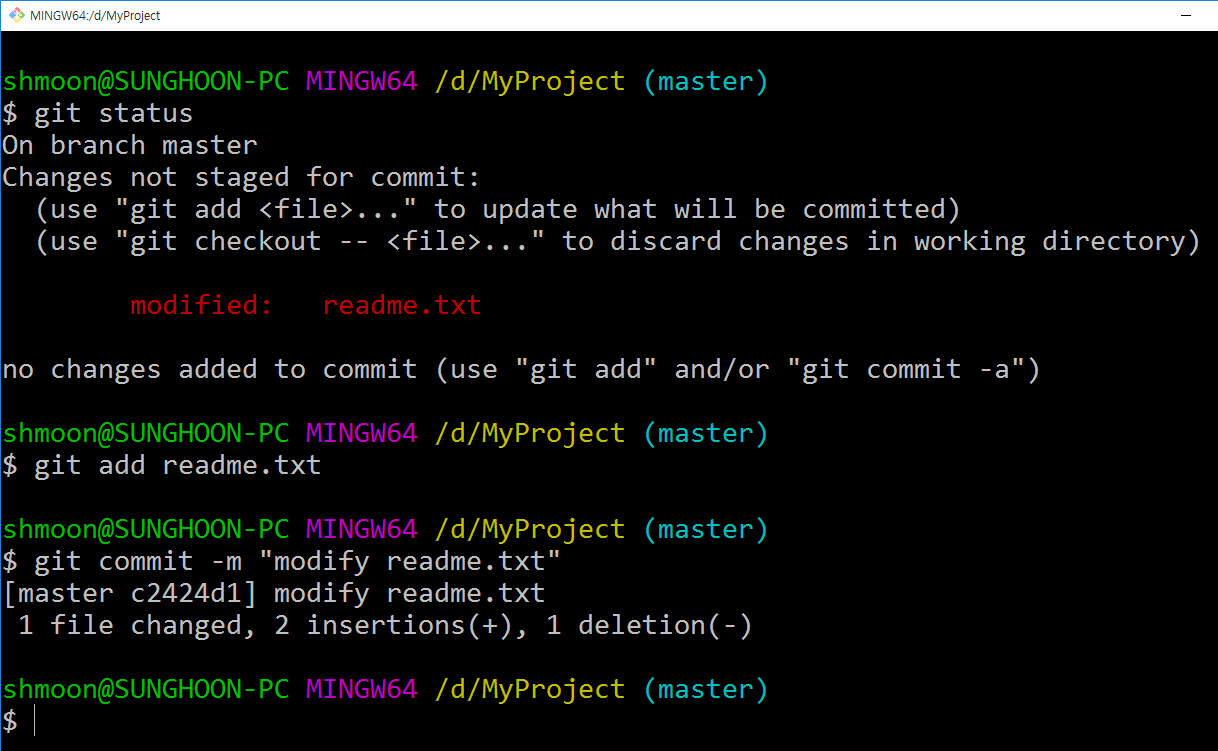 MINGW64:/d/MyProject
shmoon@SUNGHOON-PC MINGW64 /d/MyProject (master)
$ git status
On branch master
Changes not staged for commit:
  (use "git add <file>..." to update what will be committed)
  (use "git checkout -- <file>..." to discard changes in working directory)
        modified:   readme.txt
no changes added to commit (use "git add" and/or "git commit -a")
shmoon@SUNGHOON-PC MINGW64 /d/MyProject (master)
$ git add readme.txt
shmoon@SUNGHOON-PC MINGW64 /d/MyProject (master)
$ git commit -m "modify readme.txt"
[master c2424d1] modify readme.txt
 1 file changed, 2 insertions(+), 1 deletion(-)
shmoon@SUNGHOON-PC MINGW64 /d/MyProject (master)
$